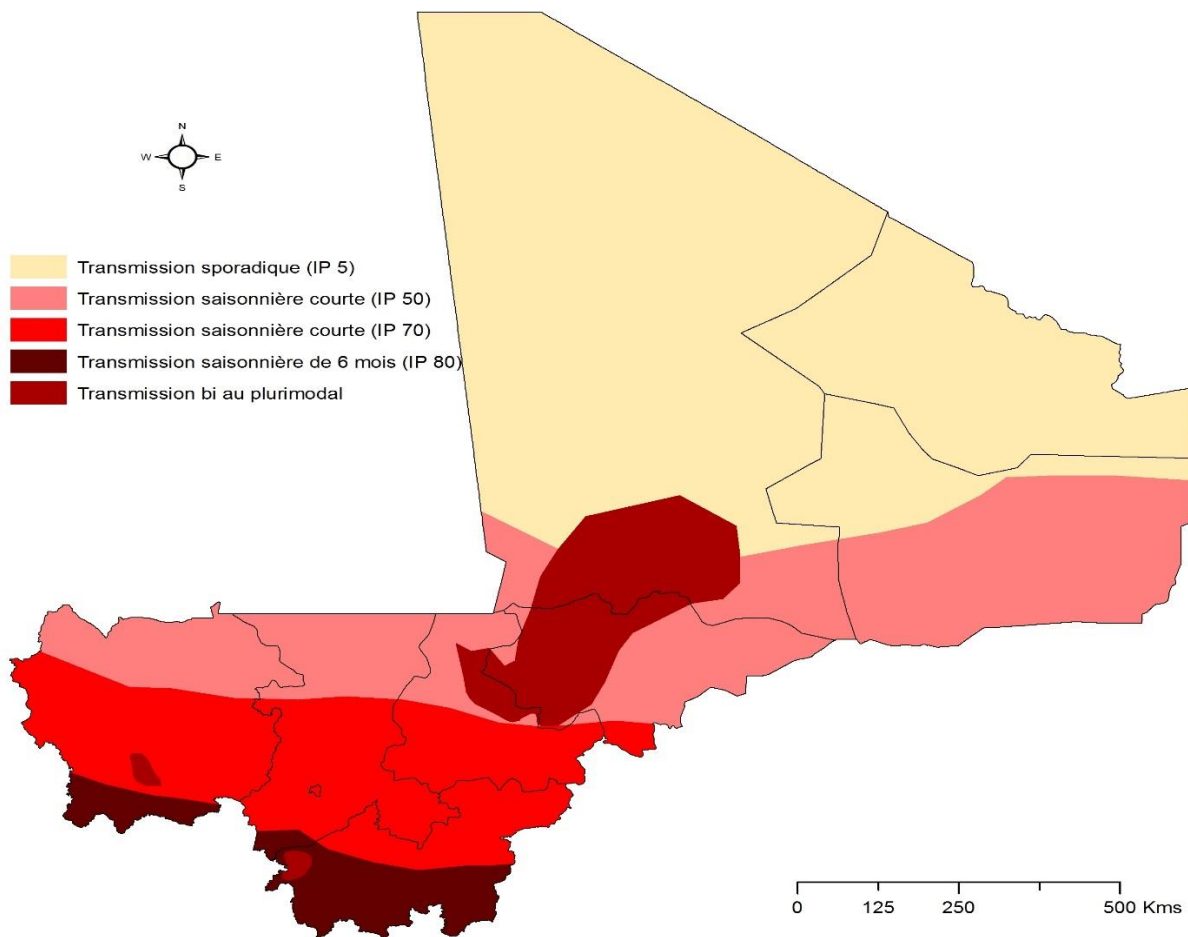 N
W E
S
Transmission sporadique (IP 5)
Transmission saisonnière courte (IP 50)
Transmission saisonnière courte (IP 70)
Transmission saisonnière de 6 mois (IP 80)
Transmission bi au plurimodal
0 125 250 500 Kms